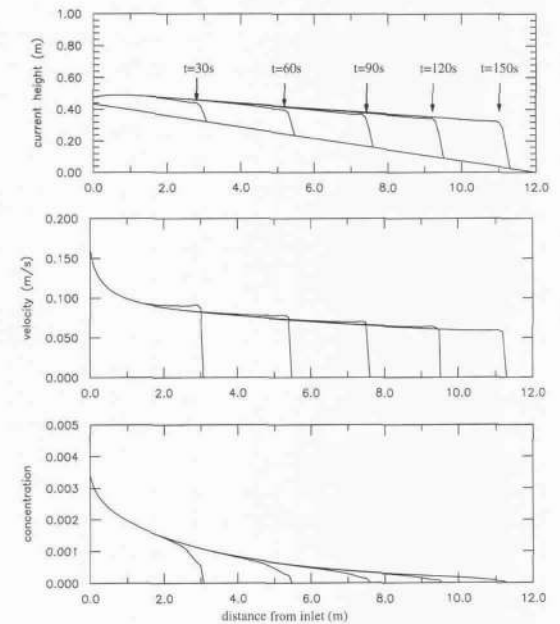 1.00
0.80
0.60
0.40
0.20
0.00
current height (m)
t=30s t=60s t=90s t=120s t=150s
0.0 2.0 4.0 6.0 8.0 10.0 12.0
0.200
0.150
0.100
0.050
0.000
velocity (m/s)
0.0 2.0 4.0 6.0 8.0 10.0 12.0
0.005
0.004
0.003
0.002
0.001
0.000
concentration
0.0 2.0 4.0 6.0 8.0 10.0 12.0
distance from inlet (m)